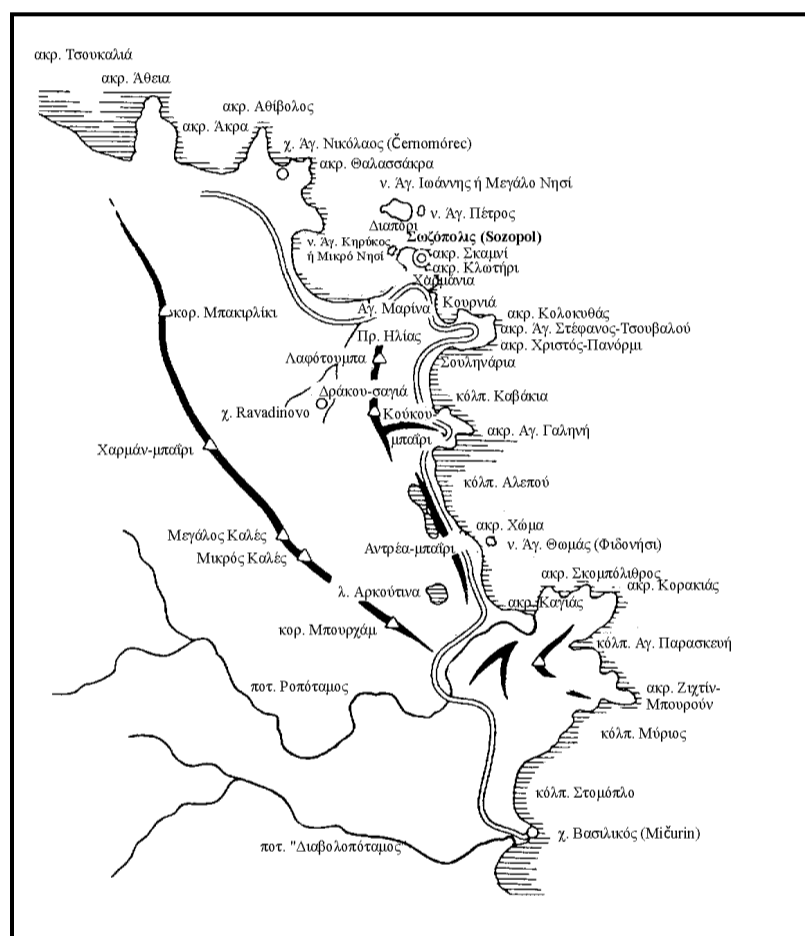 ακρ. Τσουκαλιά
ακρ. Άθεια
ακρ. Αθίβολος
ακρ. Άκρα
χ. Άγ. Νικόλαος (Černomórec)
ακρ. Θαλασσάκρα
ν. Άγ. Ιωάννης ή Μεγάλο Νησί
ν. Άγ. Πέτρος
Διαπόρι
Σωζόπολις (Sozopol)
ν. Άγ. Κηρύκος
ή Μικρό Νησί
ακρ. Σκαμνί
ακρ. Κλωτήρι
Χαρμάνια
Κουρνιά
Αγ. Μαρίνα
ακρ. Κολοκυθάς
κορ. Μπακιρλίκι
ακρ. Άγ. Στέφανος-Τσουβαλού
Πρ. Ηλίας
ακρ. Χριστός-Πανόρμι
Λαφότουμπα
Σουληνάρια
Δράκου-σαγιά
κόλπ. Καβάκια
χ. Ravadinovo
Κούκου
μπαΐρι
ακρ. Αγ. Γαληνή
Χαρμάν-μπαΐρι
κόλπ. Αλεπού
ακρ. Χώμα
Μεγάλος Καλές
ν. Άγ. Θωμάς (Φιδονήσι)
Αντρέα-μπαΐρι
Μικρός Καλές
ακρ. Σκομπόλιθρος
ακρ. Κορακιάς
λ. Αρκούτινα
ακρ. Καγιάς
κορ. Μπουρχάμ
κόλπ. Αγ. Παρασκευή
ποτ. Ροπόταμος
ακρ. Ζιχτίν-
Μπουρούν
κόλπ. Μύριος
κόλπ. Στομόπλο
χ. Βασιλικός (Mičurin)
ποτ. "Διαβολοπόταμος